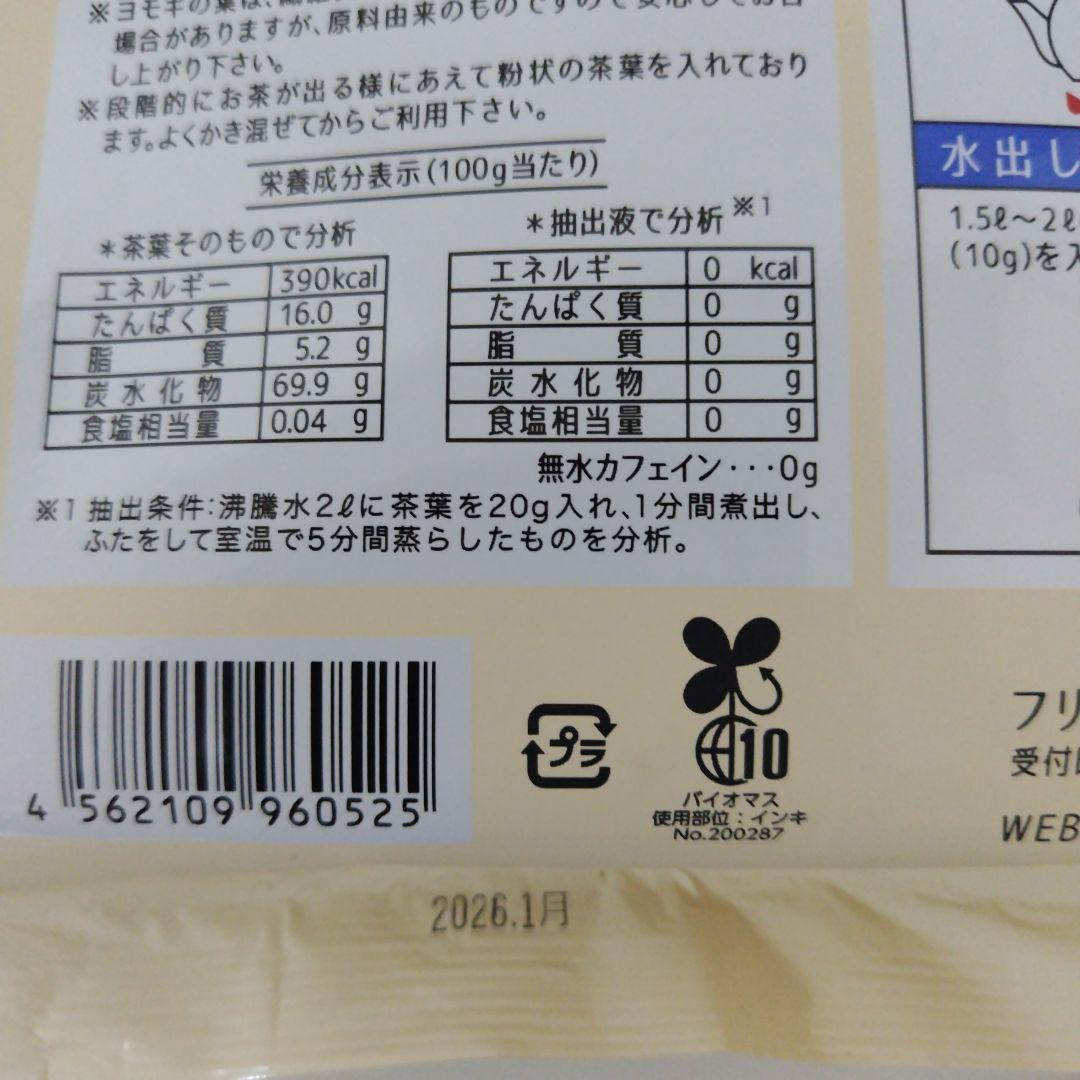 ※ヨモギの葉は、
場合がありますが、原料由来のものですので安心してお召
し上がり下さい。
※段階的にお茶が出る様にあえて粉状の茶葉を入れており
ます。よくかき混ぜてからご利用下さい。
栄養成分表示(100g当たり)
＊茶葉そのもので分析
エネルギー 390kcal
たんぱく質 16.0 g
脂質 5.2 g
炭水化物 69.9 g
食塩相当量 0.04 g
＊抽出液で分析※1
エネルギー 0 kcal
たんぱく質 0 g
脂質 0 g
炭水化物 0 g
食塩相当量 0 g
無水カフェイン･･･0g
※1 抽出条件:沸騰水2ℓに茶葉を20g入れ、1分間煮出し、
ふたをして室温で5分間蒸らしたものを分析。
水出し
1.5ℓ～2ℓ
(10g)を入
4 562109 960525
プラ
10
バイオマス
使用部位：インキ
No.200287
フリ
受付
WEB
2026.1月